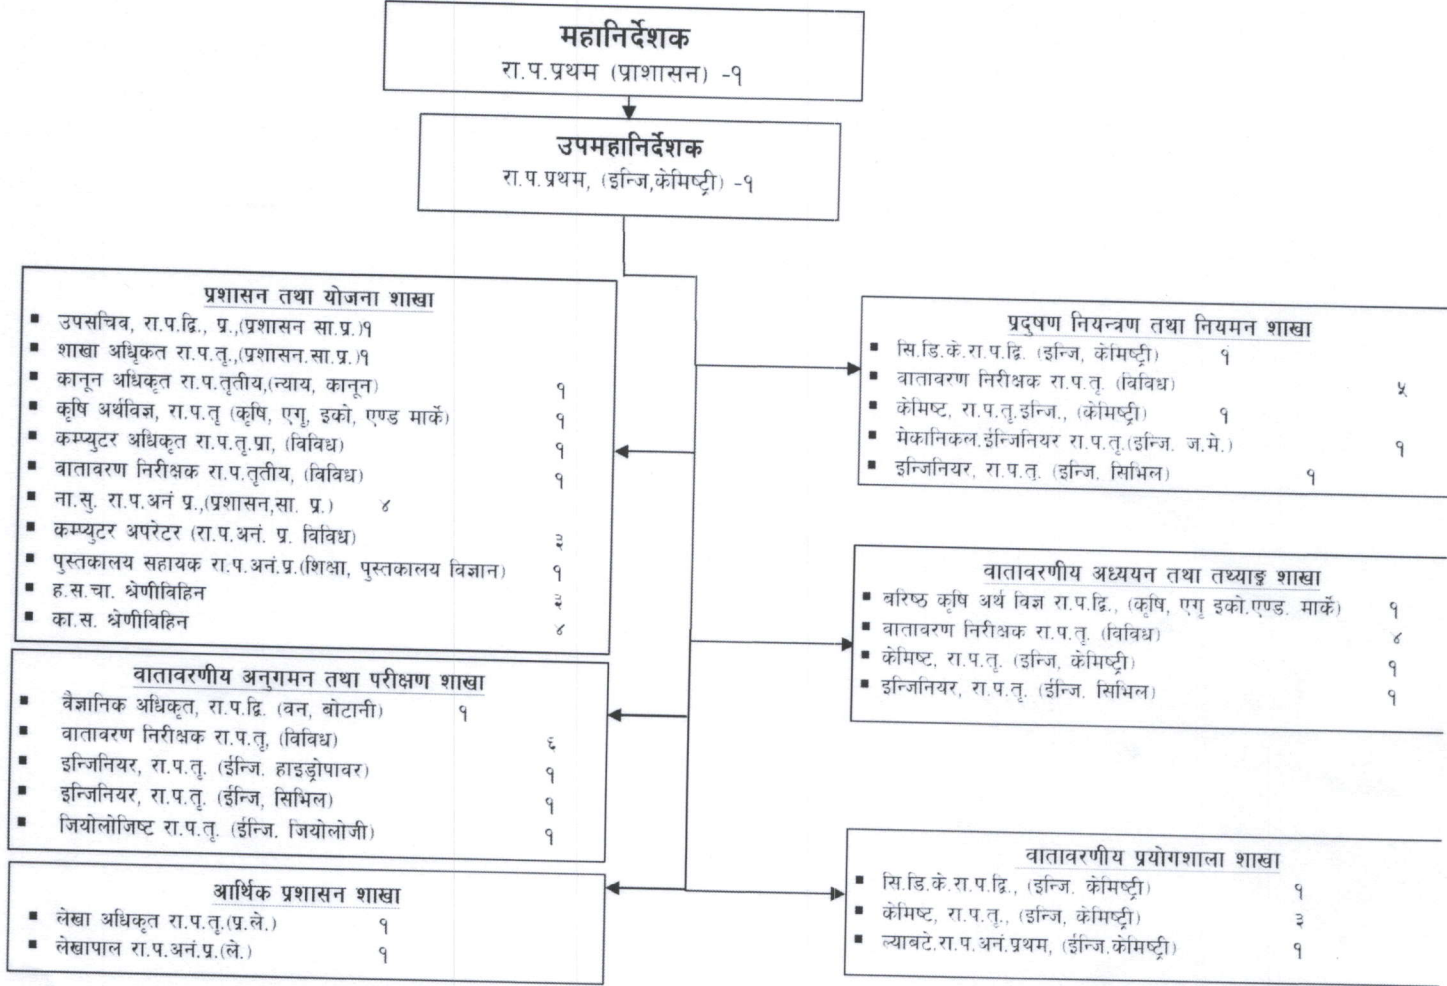 महानिर्देशक
रा.प.प्रथम (प्राशासन) -१
उपमहानिर्देशक
रा.प.प्रथम, (इन्जि,केमिष्ट्री) -१
प्रशासन तथा योजना शाखा
▪ उपसचिव, रा.प.द्वि., प्र.,(प्रशासन सा.प्र.)१
▪ शाखा अधिृकत रा.प.तृ.,(प्रशासन.सा.प्र.)१
▪ कानून अधिकृत रा.प.तृतीय,(न्याय, कानून) १
▪ कृषि अर्थविज्ञ, रा.प.तृ (कृषि, एगृ, इको, एण्ड मार्के) १
▪ कम्प्युटर अधिकृत रा.प.तृ.प्रा, (विविध) १
▪ वातावरण निरीक्षक रा.प.तृतीय, (विविध) १
▪ ना.सु. रा.प.अनं प्र.,(प्रशासन,सा. प्र.) ४
▪ कम्प्युटर अपरेटर (रा.प.अनं. प्र. विविध) ३
▪ पुस्तकालय सहायक रा.प.अनं.प्र.(शिक्षा, पुस्तकालय विज्ञान) १
▪ ह.स.चा. श्रेणीविहिन ३
▪ का.स. श्रेणीविहिन ४
वातावरणीय अनुगमन तथा परीक्षण शाखा
▪ वैज्ञानिक अधिकृत, रा.प.द्वि. (वन, बोटानी) १
▪ वातावरण निरीक्षक रा.प.तृ, (विविध) ६
▪ इन्जिनियर, रा.प.तृ. (ईन्जि. हाइड्रोपावर) १
▪ इन्जिनियर, रा.प.तृ. (ईन्जि, सिभिल) १
▪ जियोलोजिष्ट रा.प.तृ. (ईन्जि. जियोलोजी) १
आर्थिक प्रशासन शाखा
▪ लेखा अधिकृत रा.प.तृ.(प्र.ले.) १
▪ लेखापाल रा.प.अनं.प्र.(ले.) १
प्रदुषण नियन्त्रण तथा नियमन शाखा
▪ सि.डि.के.रा.प.द्वि. (इन्जि, केमिष्ट्री) १
▪ वातावरण निरीक्षक रा.प.तृ. (विविध) ५
▪ केमिष्ट, रा.प.तृ.इन्जि., (केमिष्ट्री) १
▪ मेकानिकल.ईन्जिनियर रा.प.तृ.(इन्जि. ज.मे.) १
▪ इन्जिनियर, रा.प.तृ. (इन्जि, सिभिल) १
वातावरणीय अध्ययन तथा तथ्याङ्क शाखा
▪ वरिष्ठ कृषि अर्थ विज्ञ रा.प.द्वि., (कृषि, एगृ इको.एण्ड. मार्के) १
▪ वातावरण निरीक्षक रा.प.तृ. (विविध) ४
▪ केमिष्ट, रा.प.तृ. (इन्जि, केमिष्ट्री) १
▪ इन्जिनियर, रा.प.तृ. (ईन्जि. सिभिल) १
वातावरणीय प्रयोगशाला शाखा
▪ सि.डि.के.रा.प.द्वि., (इन्जि. केमिष्ट्री) १
▪ केमिष्ट, रा.प.तृ., (इन्जि, केमिष्ट्री) ३
▪ ल्याबटे.रा.प.अनं.प्रथम, (ईन्जि.केमिष्ट्री) १